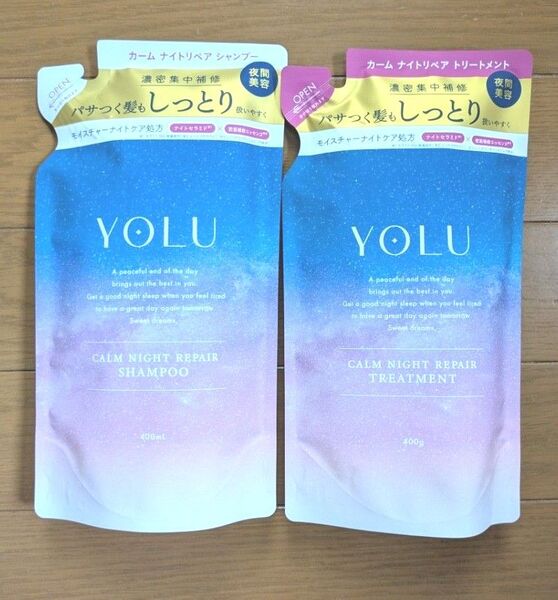 カーム ナイトリペア シャンプー
OPEN
濃密集中補修
夜間
美容
パサつく髪も しっとり 扱いやすく
モイスチャーナイトケア処方 ナイトセラミド ×
YOLU
A peaceful end of the day
brings out the best in you.
Get a good night sleep when you feel tired
to have a great day again tomorrow.
Sweet dreams.
CALM NIGHT REPAIR
SHAMPOO
400mL
カーム ナイトリペア トリートメント
OPEN
濃密集中補修
夜間
美容
パサつく髪も しっとり 扱いやすく
モイスチャーナイトケア処方 ナイトセラミド ×
YOLU
A peaceful end of the day
brings out the best in you.
Get a good night sleep when you feel tired
to have a great day again tomorrow.
Sweet dreams.
CALM NIGHT REPAIR
TREATMENT
400g